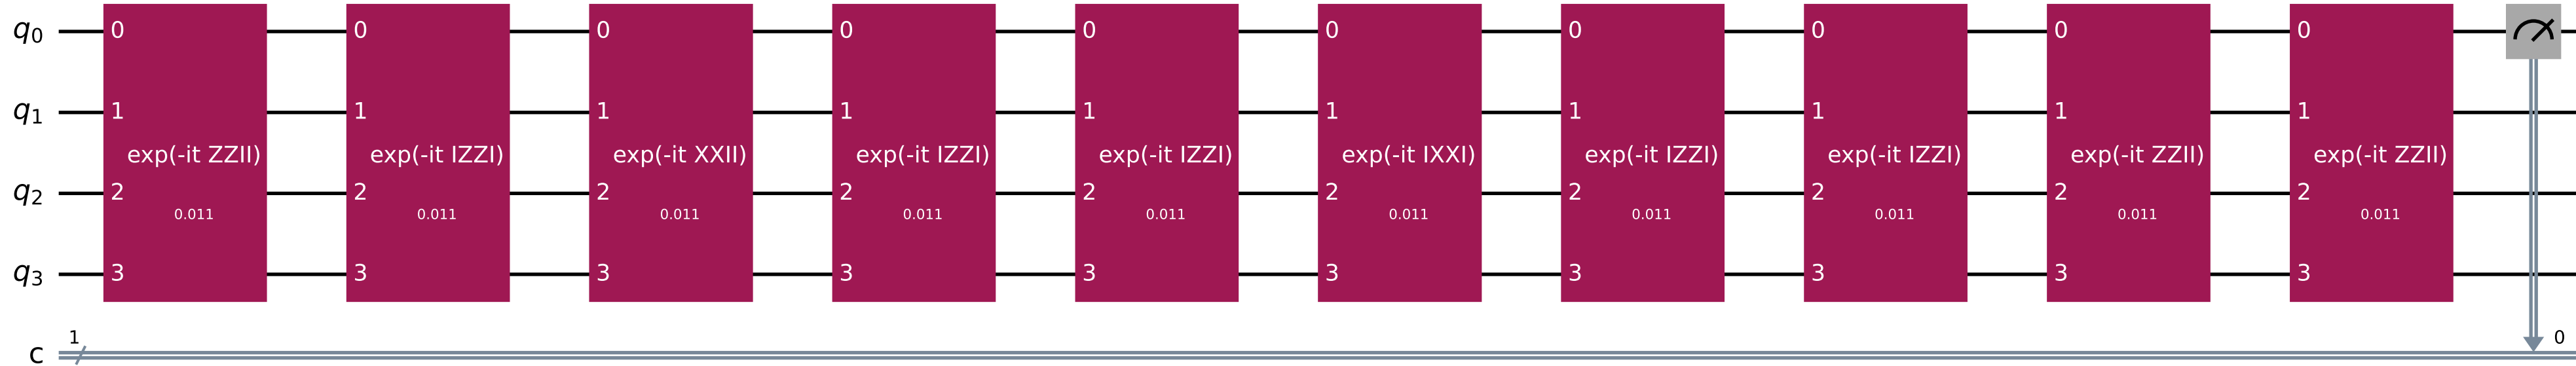 q0 0 0 0 0 0 0 0 0 0 0
q1 1 1 1 1 1 1 1 1 1 1
exp(-it ZZII) exp(-it IZZI) exp(-it XXII) exp(-it IZZI) exp(-it IZZI) exp(-it IXXI) exp(-it IZZI) exp(-it IZZI) exp(-it ZZII) exp(-it ZZII)
q2 2 2 2 2 2 2 2 2 2 2
0.011 0.011 0.011 0.011 0.011 0.011 0.011 0.011 0.011 0.011
q3 3 3 3 3 3 3 3 3 3 3
1 0
c